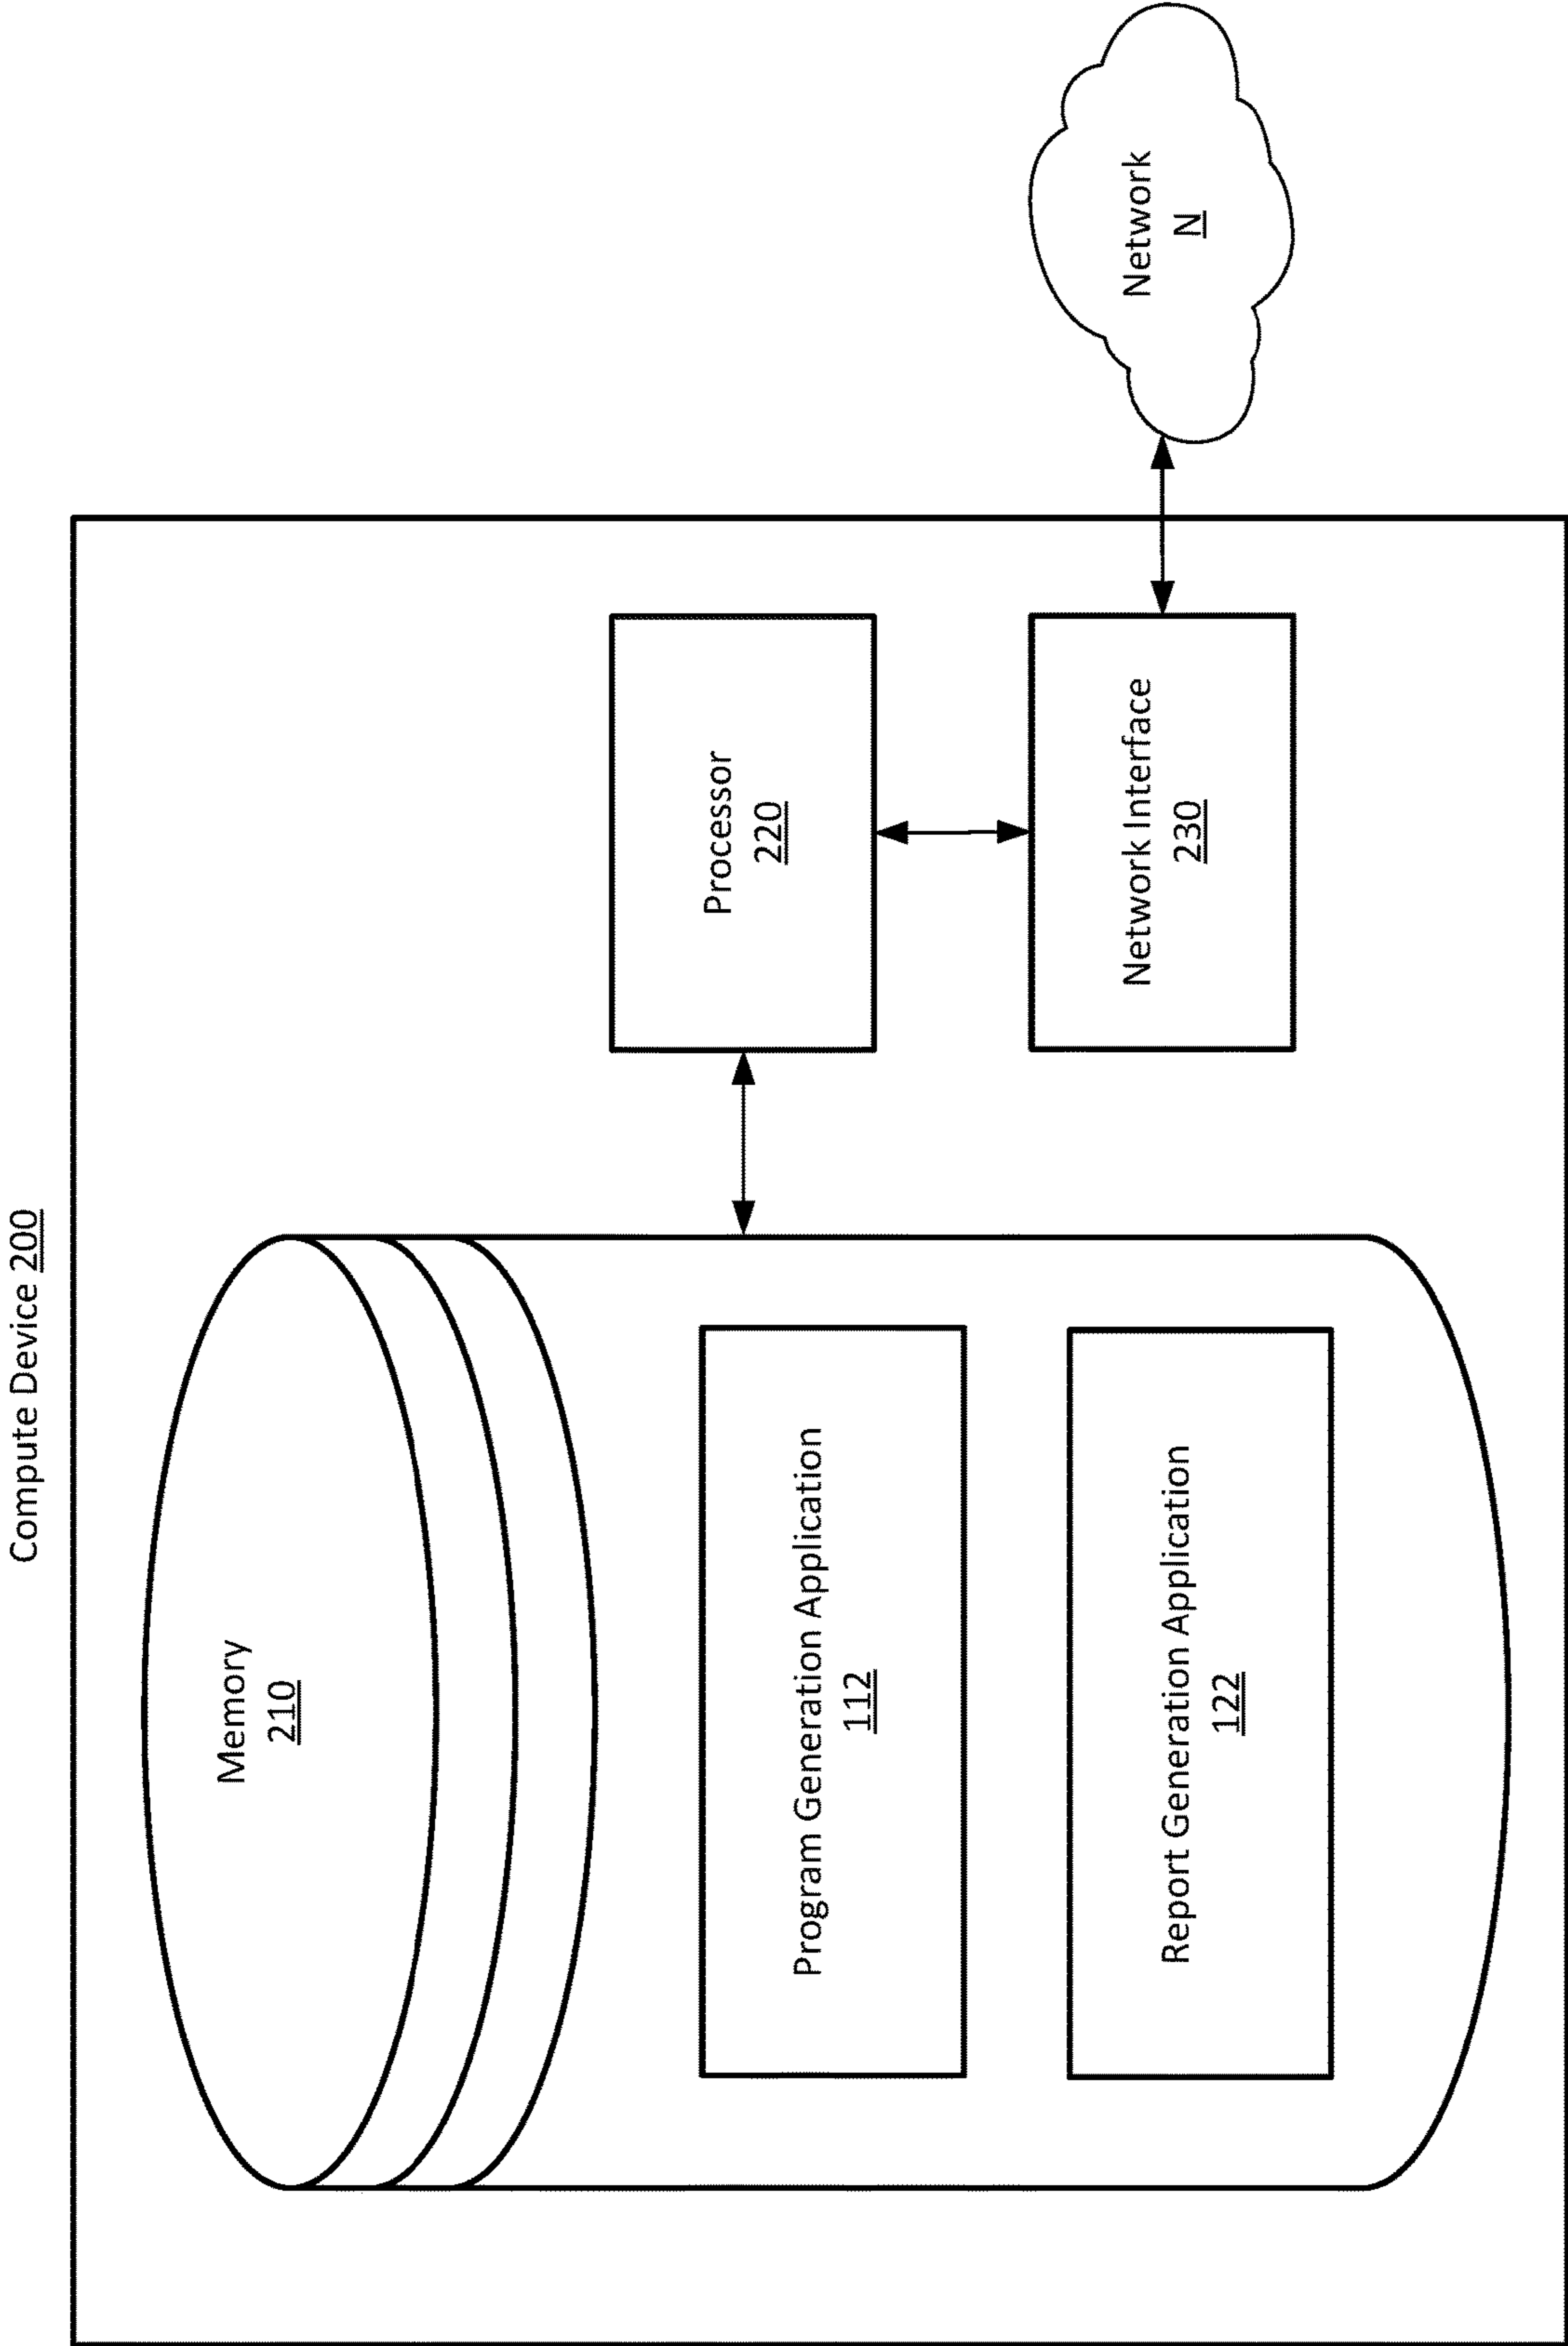 Compute Device 200
Memory
210
Program Generation Application
112
Report Generation Application
122
Processor
220
Network Interface
230
Network
N